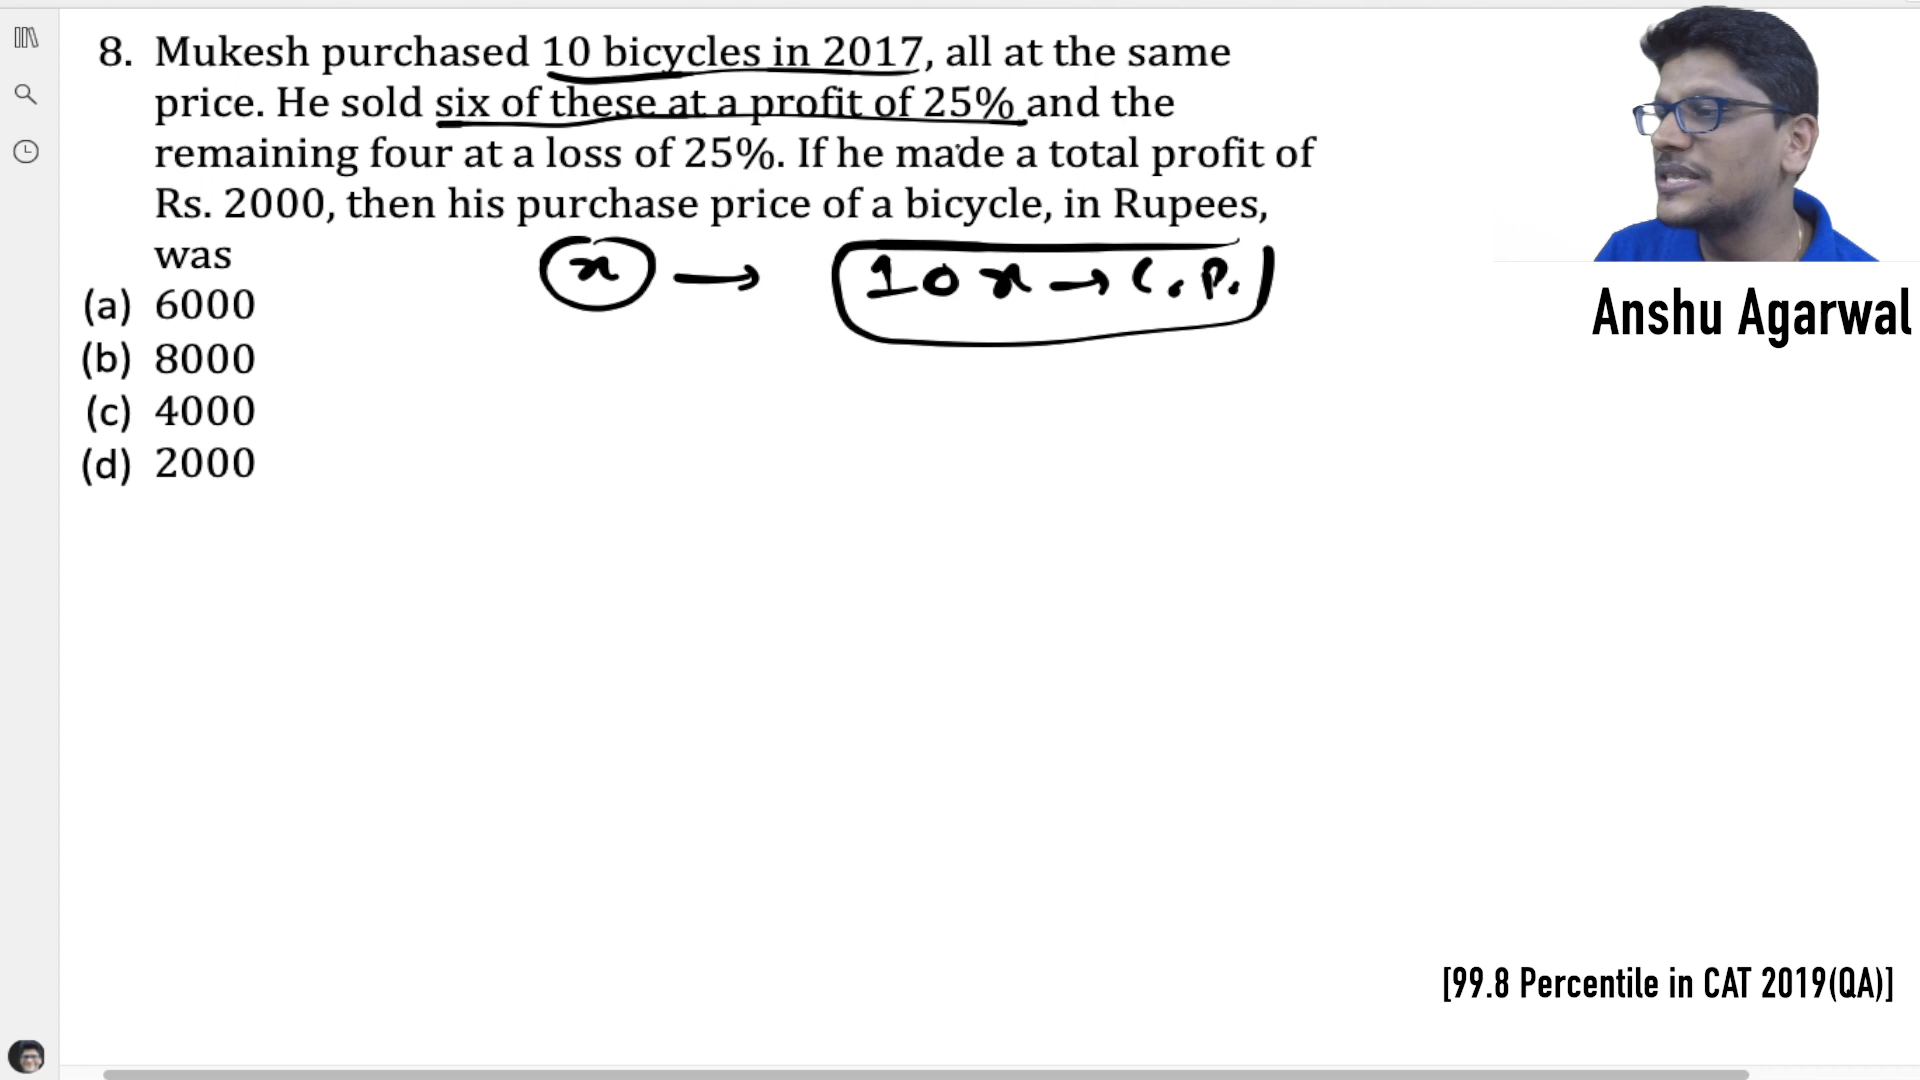 8. Mukesh purchased 10 bicycles in 2017, all at the same
price. He sold six of these at a profit of 25% and the
remaining four at a loss of 25%. If he made a total profit of
Rs. 2000, then his purchase price of a bicycle, in Rupees,
was
x → 10x → C.P.
(a) 6000
(b) 8000
(c) 4000
(d) 2000
Anshu Agarwal
[99.8 Percentile in CAT 2019(QA)]